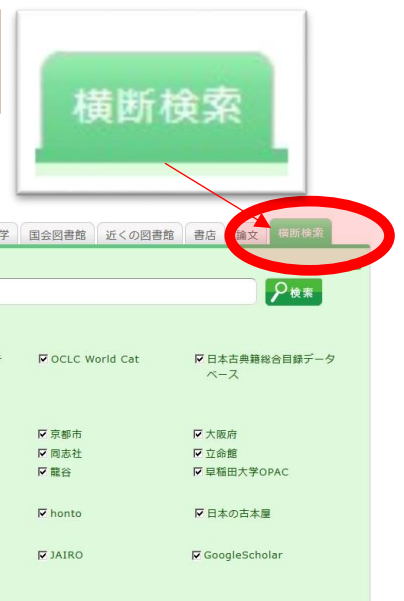 横断検索
学 国会図書館 近くの図書館 書店 論文 横断検索
検索
OCLC World Cat 日本古典籍総合目録データ
ベース
京都市 大阪府
同志社 立命館
龍谷 早稲田大学OPAC
honto 日本の古本屋
JAIRO GoogleScholar